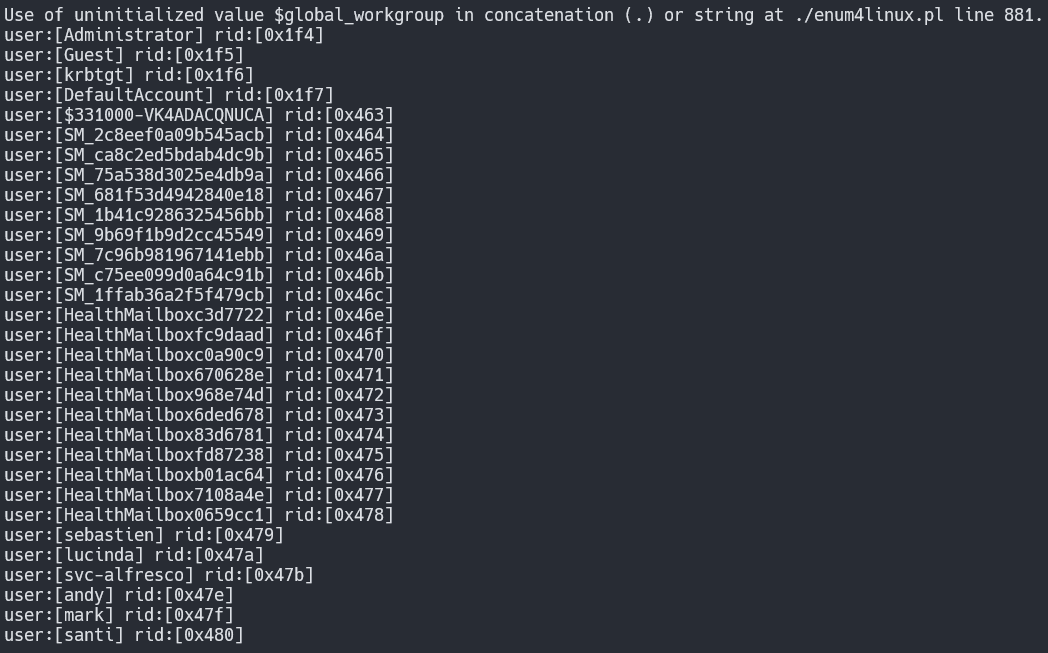 Use of uninitialized value $global_workgroup in concatenation (.) or string at ./enum4linux.pl line 881.
user:[Administrator] rid:[0x1f4]
user:[Guest] rid:[0x1f5]
user:[krbtgt] rid:[0x1f6]
user:[DefaultAccount] rid:[0x1f7]
user:[$331000-VK4ADACQNUCA] rid:[0x463]
user:[SM_2c8eef0a09b545acb] rid:[0x464]
user:[SM_ca8c2ed5bdab4dc9b] rid:[0x465]
user:[SM_75a538d3025e4db9a] rid:[0x466]
user:[SM_681f53d4942840e18] rid:[0x467]
user:[SM_1b41c9286325456bb] rid:[0x468]
user:[SM_9b69f1b9d2cc45549] rid:[0x469]
user:[SM_7c96b981967141ebb] rid:[0x46a]
user:[SM_c75ee099d0a64c91b] rid:[0x46b]
user:[SM_1ffab36a2f5f479cb] rid:[0x46c]
user:[HealthMailboxc3d7722] rid:[0x46e]
user:[HealthMailboxfc9daad] rid:[0x46f]
user:[HealthMailboxc0a90c9] rid:[0x470]
user:[HealthMailbox670628e] rid:[0x471]
user:[HealthMailbox968e74d] rid:[0x472]
user:[HealthMailbox6ded678] rid:[0x473]
user:[HealthMailbox83d6781] rid:[0x474]
user:[HealthMailboxfd87238] rid:[0x475]
user:[HealthMailboxb01ac64] rid:[0x476]
user:[HealthMailbox7108a4e] rid:[0x477]
user:[HealthMailbox0659cc1] rid:[0x478]
user:[sebastien] rid:[0x479]
user:[lucinda] rid:[0x47a]
user:[svc-alfresco] rid:[0x47b]
user:[andy] rid:[0x47e]
user:[mark] rid:[0x47f]
user:[santi] rid:[0x480]